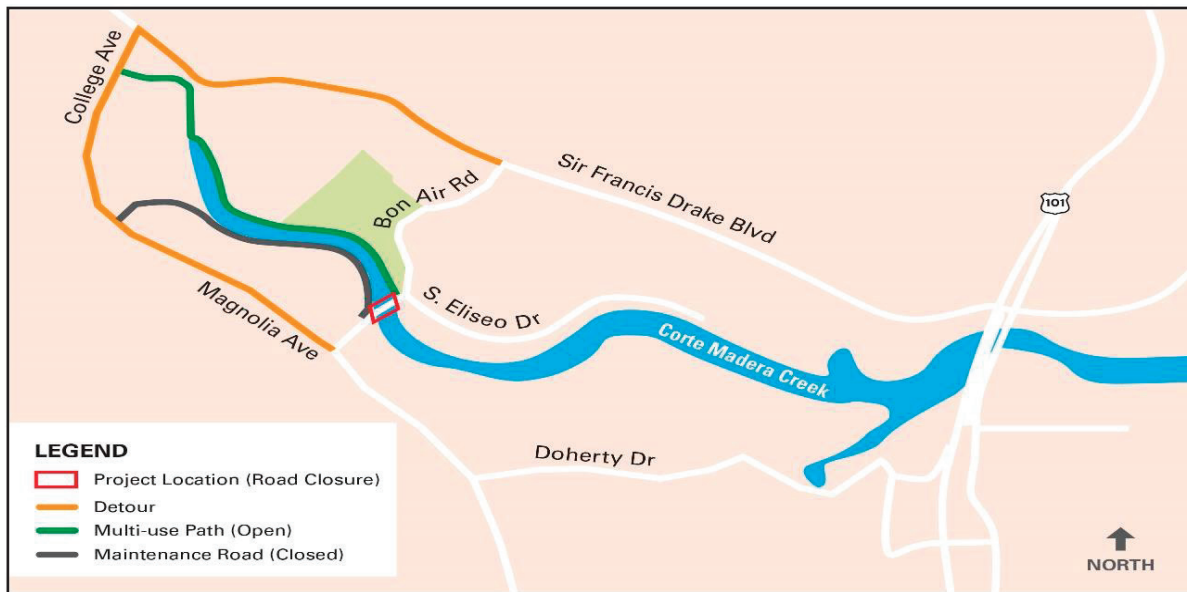 College Ave
Bon Air Rd
Sir Francis Drake Blvd
101
Magnolia Ave
S. Eliseo Dr
Corte Madera Creek
Doherty Dr
LEGEND
Project Location (Road Closure)
Detour
Multi-use Path (Open)
Maintenance Road (Closed)
NORTH